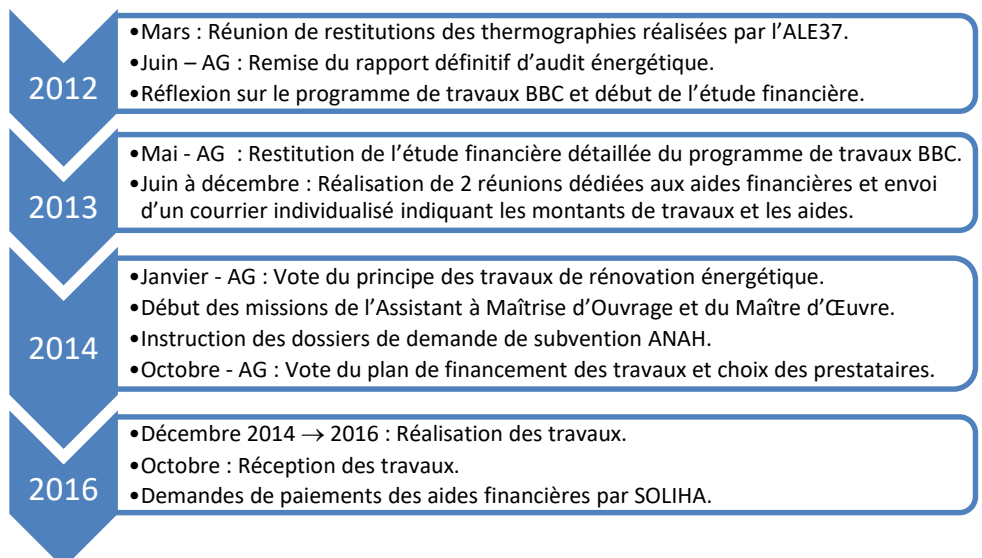 2012
•Mars : Réunion de restitutions des thermographies réalisées par l’ALE37.
•Juin – AG : Remise du rapport définitif d’audit énergétique.
•Réflexion sur le programme de travaux BBC et début de l’étude financière.
2013
•Mai - AG : Restitution de l’étude financière détaillée du programme de travaux BBC.
•Juin à décembre : Réalisation de 2 réunions dédiées aux aides financières et envoi
d’un courrier individualisé indiquant les montants de travaux et les aides.
2014
•Janvier - AG : Vote du principe des travaux de rénovation énergétique.
•Début des missions de l’Assistant à Maîtrise d’Ouvrage et du Maître d’Œuvre.
•Instruction des dossiers de demande de subvention ANAH.
•Octobre - AG : Vote du plan de financement des travaux et choix des prestataires.
2016
•Décembre 2014 → 2016 : Réalisation des travaux.
•Octobre : Réception des travaux.
•Demandes de paiements des aides financières par SOLIHA.